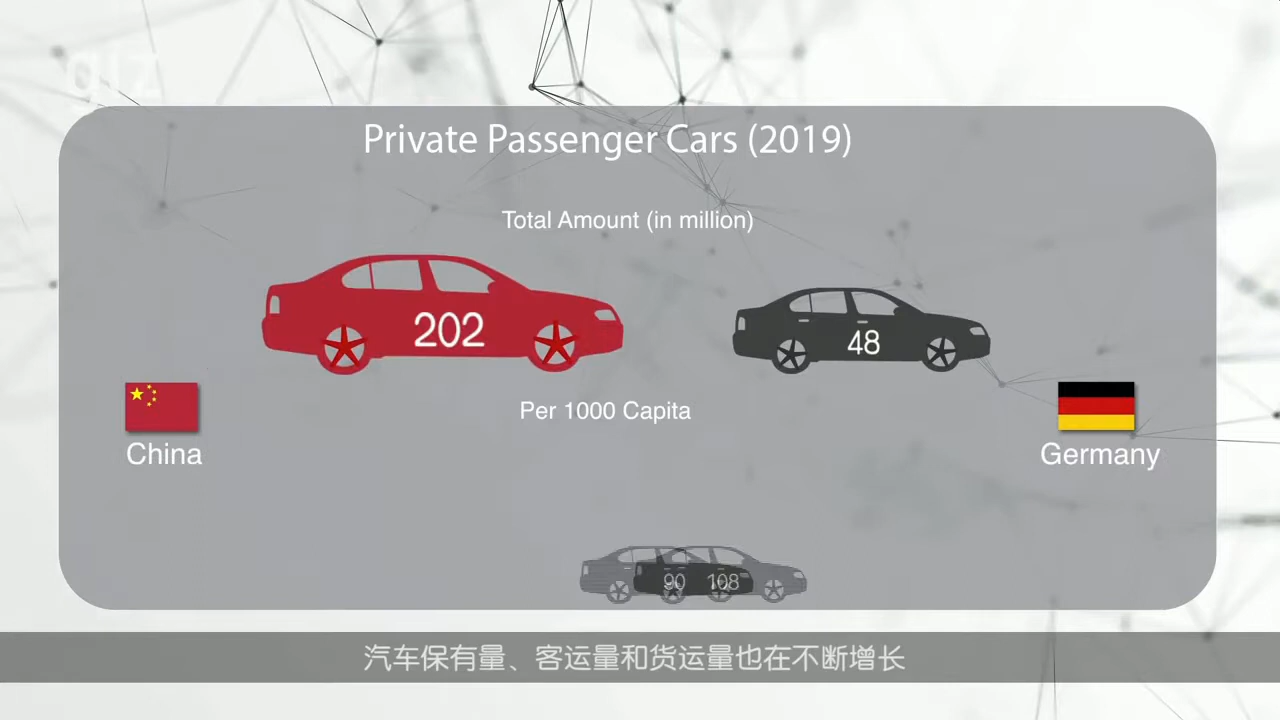 giz
Private Passenger Cars (2019)
Total Amount (in million)
202
48
Per 1000 Capita
China
Germany
90
108
汽车保有量、客运量和货运量也在不断增长